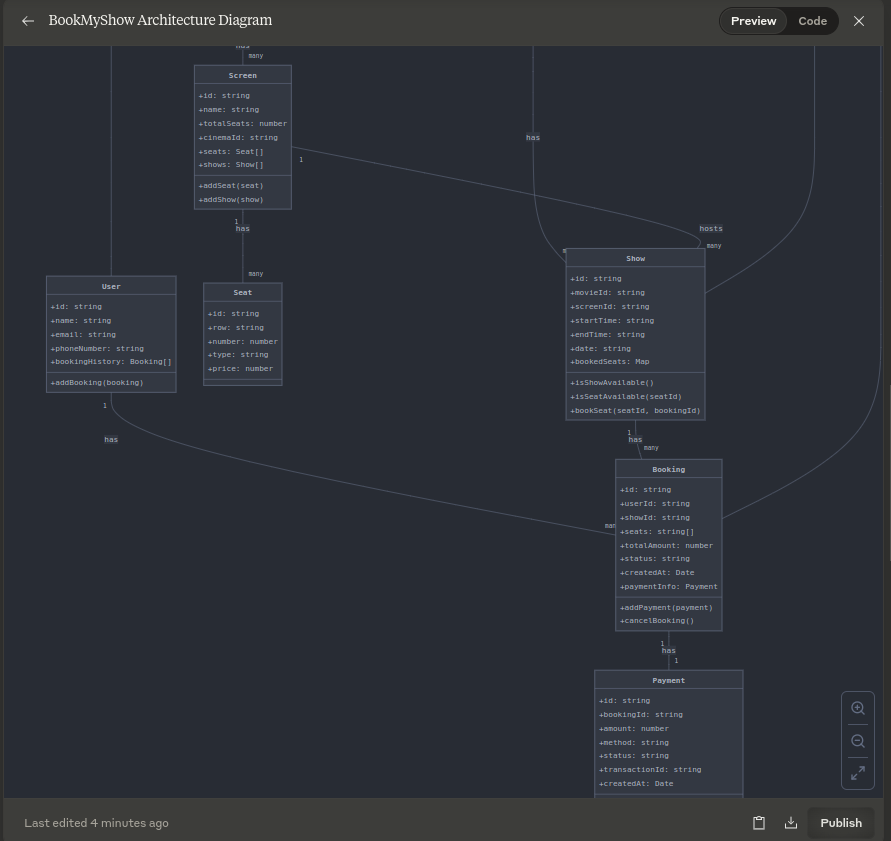 BookMyShow Architecture Diagram
Preview
Code
has
many
Screen
+id: string
+name: string
+totalSeats: number
+cinemaId: string
+seats: Seat[]
+shows: Show[]
+addSeat(seat)
+addShow(show)
1
has
1
hosts
many
1
has
many
User
+id: string
+name: string
+email: string
+phoneNumber: string
+bookingHistory: Booking[]
+addBooking(booking)
1
has
Seat
+id: string
+row: string
+number: number
+type: string
+price: number
Show
+id: string
+movieId: string
+screenId: string
+startTime: string
+endTime: string
+date: string
+bookedSeats: Map
+isShowAvailable()
+isSeatAvailable(seatId)
+bookSeat(seatId, bookingId)
1
has
many
Booking
+id: string
+userId: string
+showId: string
+seats: string[]
+totalAmount: number
+status: string
+createdAt: Date
+paymentInfo: Payment
+addPayment(payment)
+cancelBooking()
1
has
1
Payment
+id: string
+bookingId: string
+amount: number
+method: string
+status: string
+transactionId: string
+createdAt: Date
Last edited 4 minutes ago
Publish